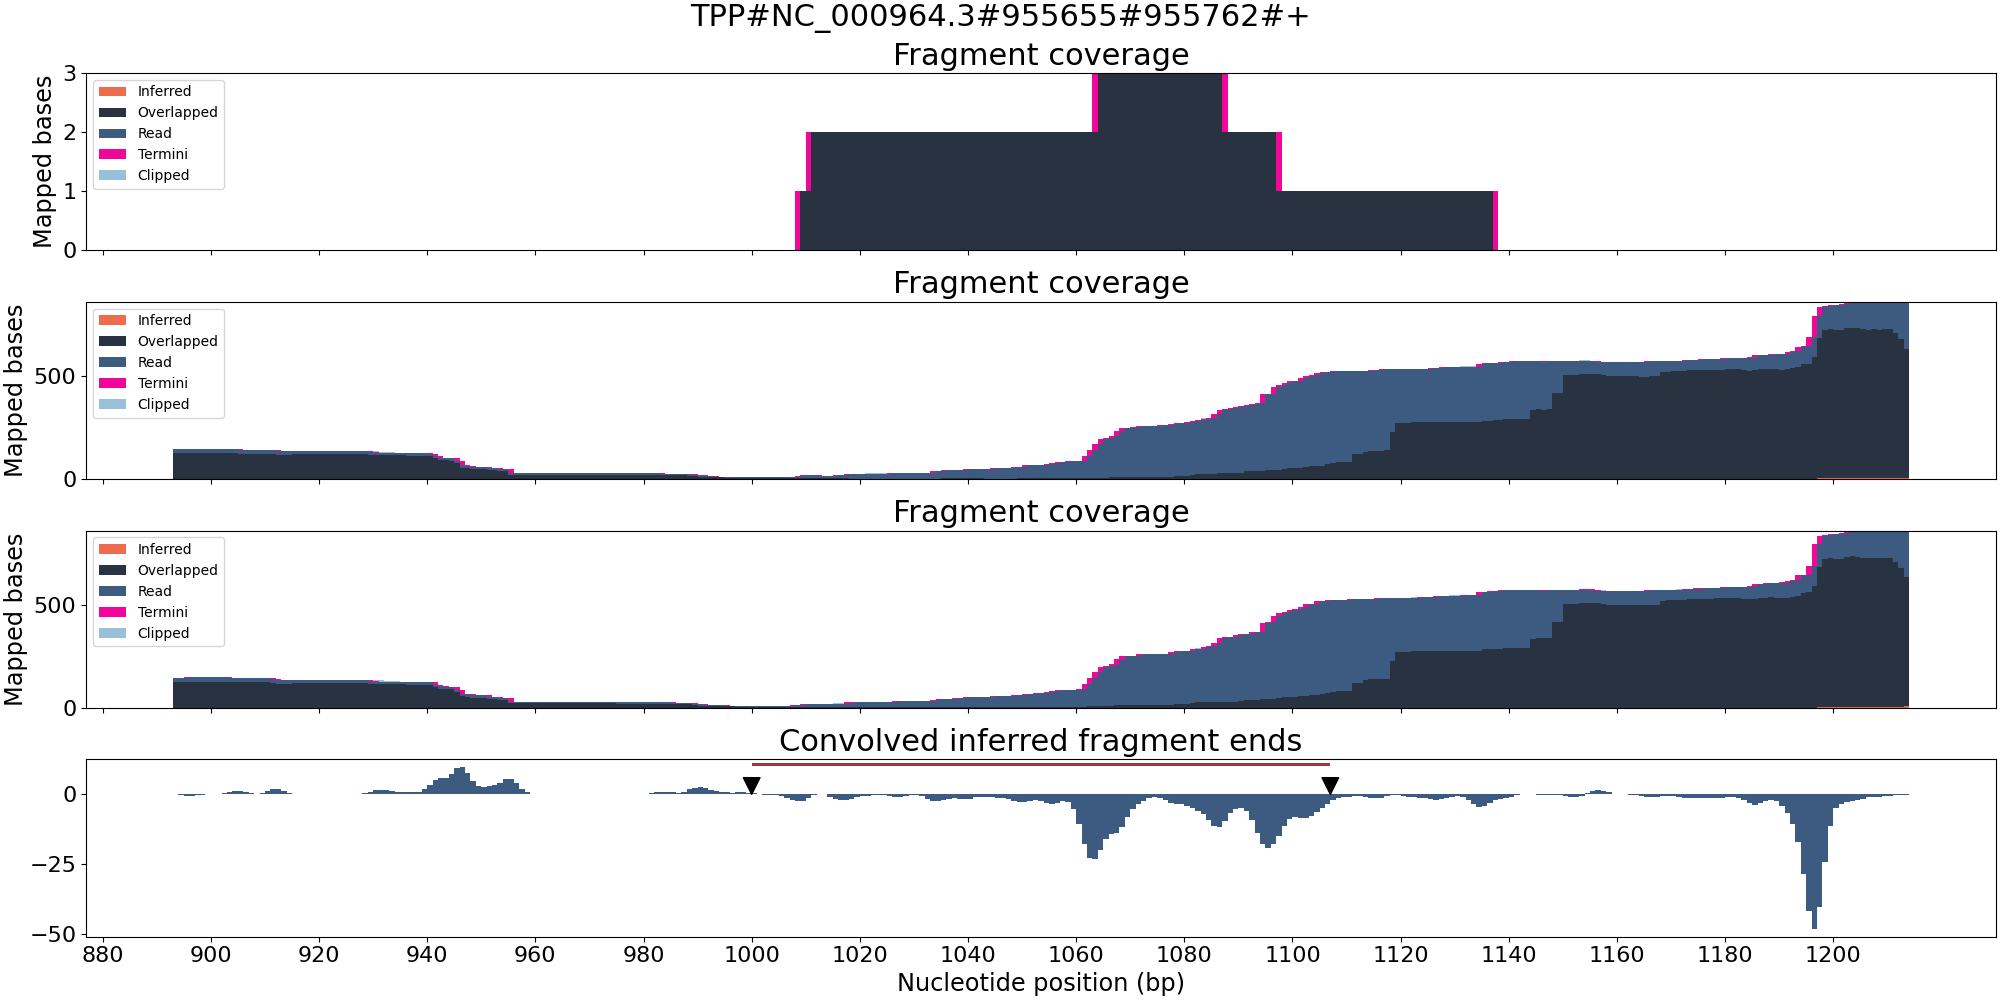 TPP#NC_000964.3#955655#955762#+
Fragment coverage
Mapped bases
3
2
1
0
Inferred
Overlapped
Read
Termini
Clipped
Fragment coverage
Mapped bases
500
0
Inferred
Overlapped
Read
Termini
Clipped
Fragment coverage
Mapped bases
500
0
Inferred
Overlapped
Read
Termini
Clipped
Convolved inferred fragment ends
0
−25
−50
880 900 920 940 960 980 1000 1020 1040 1060 1080 1100 1120 1140 1160 1180 1200
Nucleotide position (bp)